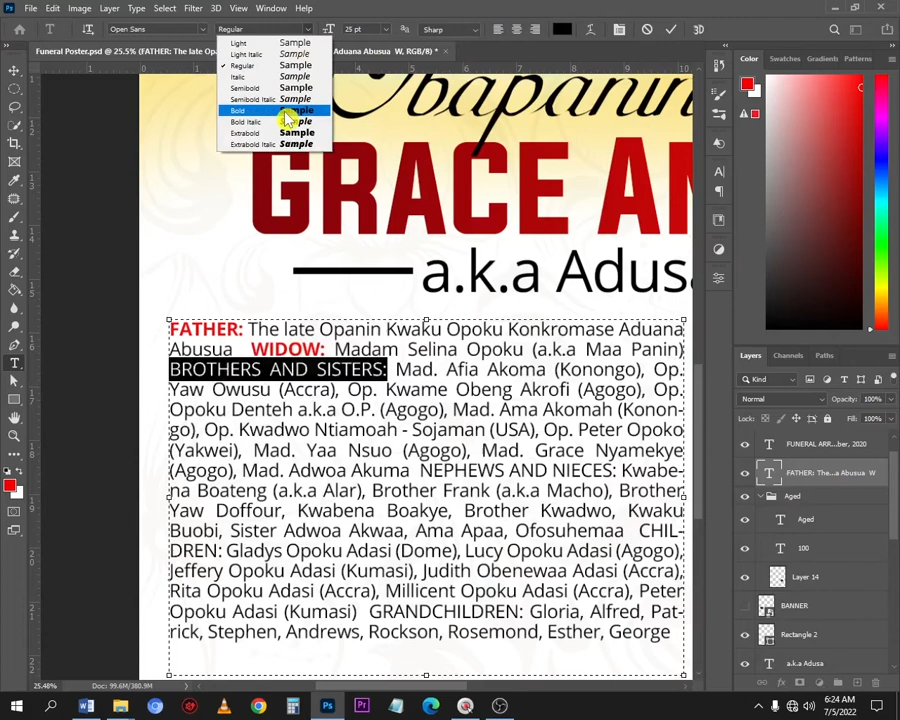 File Edit Image Layer Type Select Filter 3D View Window Help
Open Sans Regular 25 pt Sharp 3D
Funeral Poster.psd @ 25.5% (FATHER: The late Opa
Aduana Abusua W, RGB/8) *
Light Sample
Light Italic Sample
Regular Sample
Italic Sample
Semibold Sample
Semibold Italic Sample
Bold Sample
Bold Italic Sample
Extrabold Sample
Extrabold Italic Sample
Obapanin
GRACE AN
a.k.a Adusa
FATHER: The late Opanin Kwaku Opoku Konkromase Aduana
Abusua WIDOW: Madam Selina Opoku (a.k.a Maa Panin)
BROTHERS AND SISTERS: Mad. Afia Akoma (Konongo), Op.
Yaw Owusu (Accra), Op. Kwame Obeng Akrofi (Agogo), Op.
Opoku Denteh a.k.a O.P. (Agogo), Mad. Ama Akomah (Konon-
go), Op. Kwadwo Ntiamoah - Sojaman (USA), Op. Peter Opoko
(Yakwei), Mad. Yaa Nsuo (Agogo), Mad. Grace Nyamekye
(Agogo), Mad. Adwoa Akuma NEPHEWS AND NIECES: Kwabe-
na Boateng (a.k.a Alar), Brother Frank (a.k.a Macho), Brother
Yaw Doffour, Kwabena Boakye, Brother Kwadwo, Kwaku
Buobi, Sister Adwoa Akwaa, Ama Apaa, Ofosuhemaa CHIL-
DREN: Gladys Opoku Adasi (Dome), Lucy Opoku Adasi (Agogo),
Jeffery Opoku Adasi (Kumasi), Judith Obenewaa Adasi (Accra),
Rita Opoku Adasi (Accra), Millicent Opoku Adasi (Accra), Peter
Opoku Adasi (Kumasi) GRANDCHILDREN: Gloria, Alfred, Pat-
rick, Stephen, Andrews, Rockson, Rosemond, Esther, George
Color Swatches Gradients Patterns
Layers Channels Paths
Kind
Normal Opacity: 100%
Lock: Fill: 100%
FUNERAL ARR...ber, 2020
FATHER: The...a Abusua W
Aged
Aged
100
Layer 14
BANNER
Rectangle 2
a.k.a Adusa
25.48% Doc: 99.6M/380.9M
6:24 AM
7/5/2022